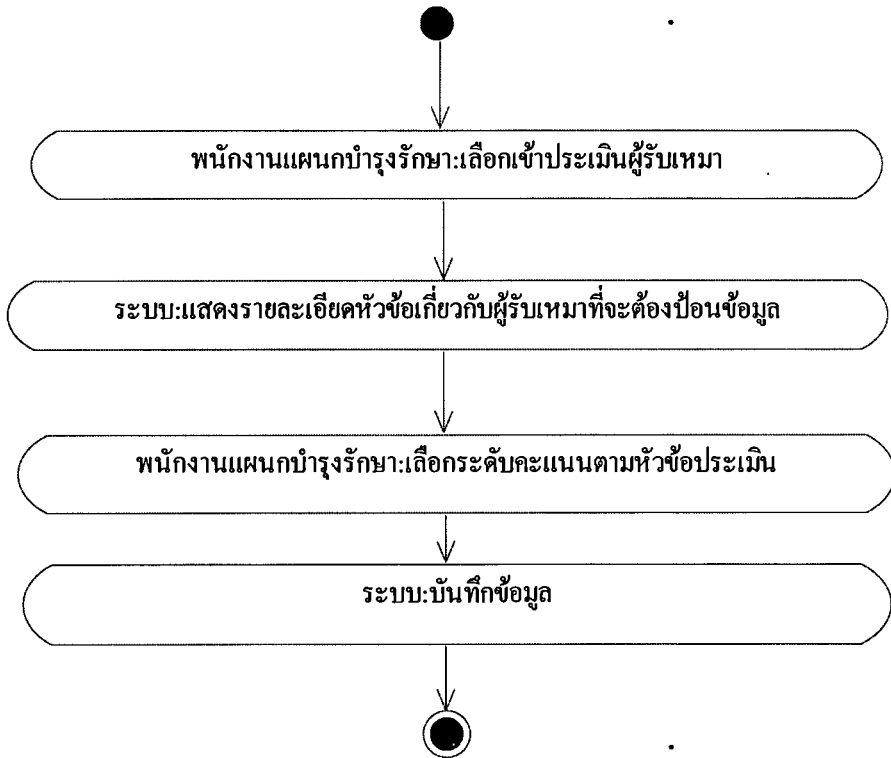 พนักงานแผนกบำรุงรักษา:เลือกเข้าประเมินผู้รับเหมา
ระบบ:แสดงรายละเอียดหัวข้อเกี่ยวกับผู้รับเหมาที่จะต้องป้อนข้อมูล
พนักงานแผนกบำรุงรักษา:เลือกระดับคะแนนตามหัวข้อประเมิน
ระบบ:บันทึกข้อมูล